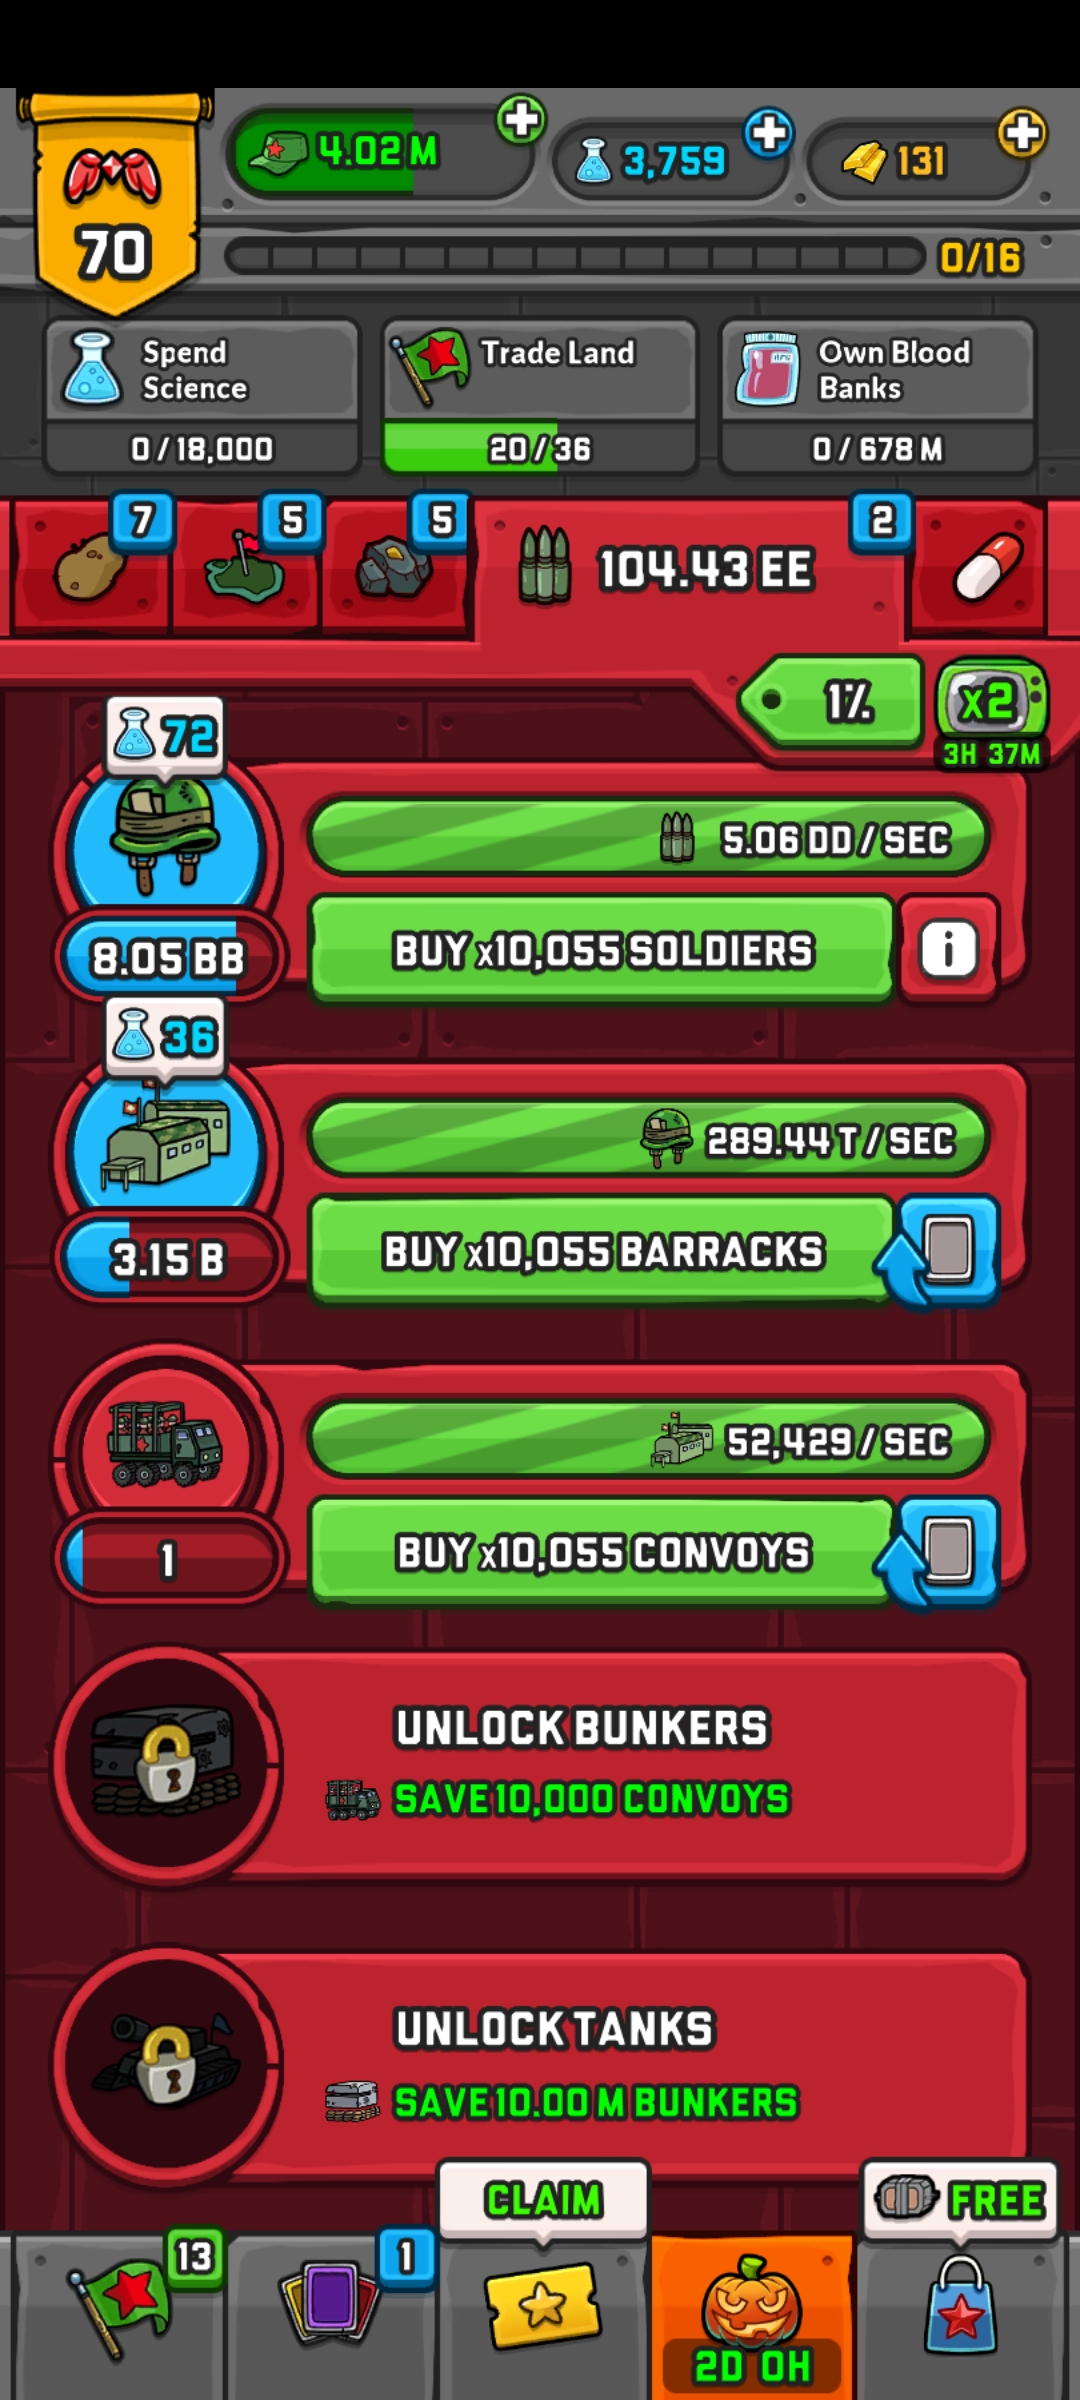 4.02 M
3,759
131
70
0/16
Spend
Science
0 / 18,000
Trade Land
20 / 36
Own Blood
Banks
0 / 678 M
7
5
5
104.43 EE
2
1%
x2
3H 37M
72
5.06 DD / SEC
8.05 BB
BUY x10,055 SOLDIERS
i
36
289.44 T / SEC
3.15 B
BUY x10,055 BARRACKS
52,429 / SEC
1
BUY x10,055 CONVOYS
UNLOCK BUNKERS
SAVE 10,000 CONVOYS
UNLOCK TANKS
SAVE 10.00 M BUNKERS
CLAIM
FREE
13
1
2D 0H